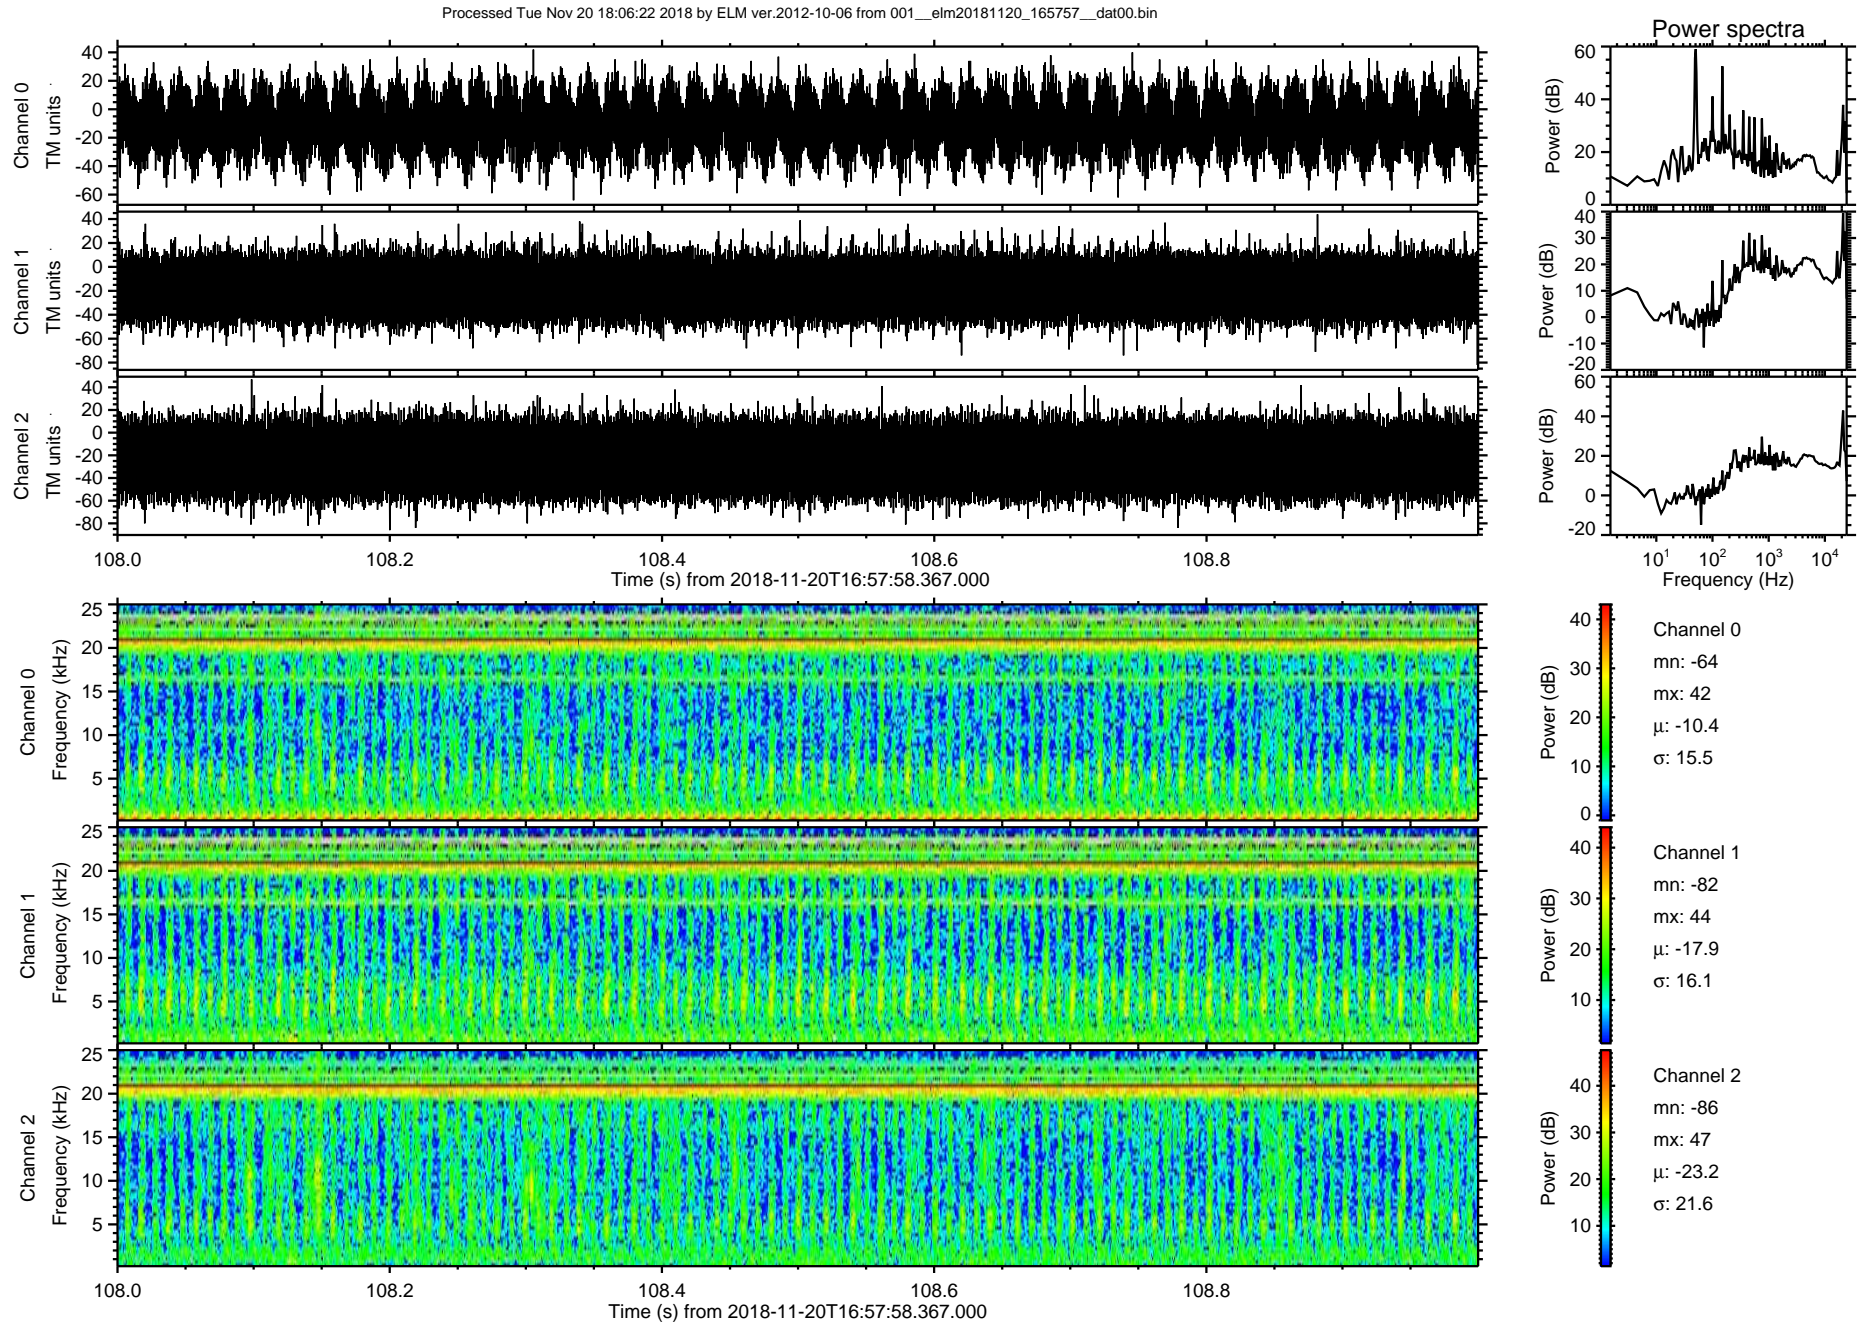 Processed Tue Nov 20 18:06:22 2018 by ELM ver.2012-10-06 from 001__elm20181120_165757__dat00.bin
Power spectra
Channel 0
TM units
40
20
0
-20
-40
-60
Power (dB)
60
40
20
0
Channel 1
TM units
40
20
0
-20
-40
-60
-80
Power (dB)
40
30
20
10
0
-10
-20
Channel 2
TM units
40
20
0
-20
-40
-60
-80
Power (dB)
60
40
20
0
-20
108.0 108.2 108.4 108.6 108.8
Time (s) from 2018-11-20T16:57:58.367.000
10¹ 10² 10³ 10⁴
Frequency (Hz)
Channel 0
Frequency (kHz)
25
20
15
10
5
Power (dB)
40
30
20
10
0
Channel 0
mn: -64
mx: 42
μ: -10.4
σ: 15.5
Channel 1
Frequency (kHz)
25
20
15
10
5
Power (dB)
40
30
20
10
Channel 1
mn: -82
mx: 44
μ: -17.9
σ: 16.1
Channel 2
Frequency (kHz)
25
20
15
10
5
Power (dB)
40
30
20
10
Channel 2
mn: -86
mx: 47
μ: -23.2
σ: 21.6
108.0 108.2 108.4 108.6 108.8
Time (s) from 2018-11-20T16:57:58.367.000